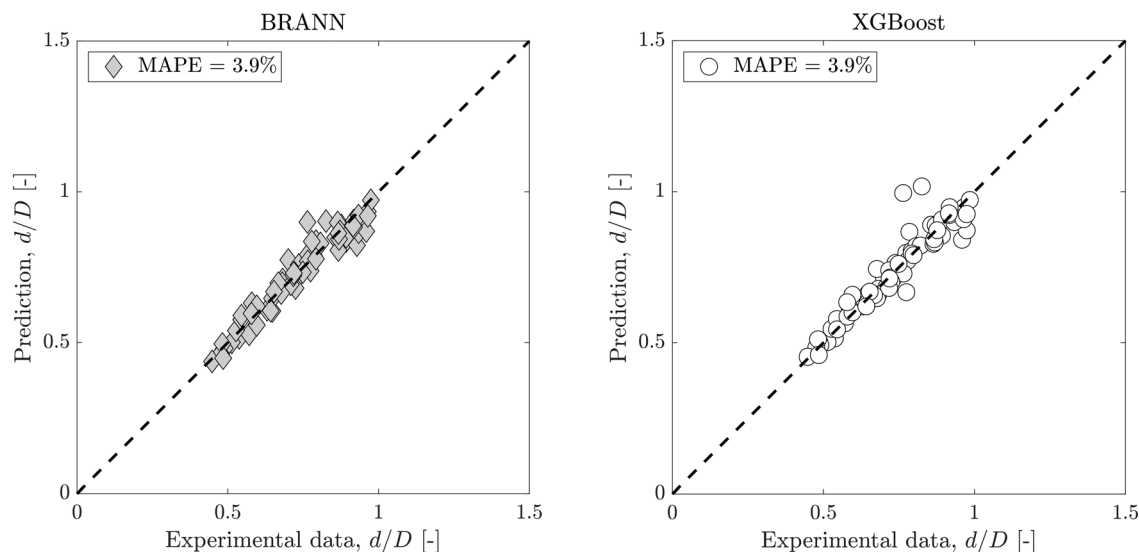 BRANN
1.5
MAPE = 3.9%
1
0.5
0
Prediction, d/D [-]
0
0.5
1
1.5
Experimental data, d/D [-]
XGBoost
1.5
MAPE = 3.9%
1
0.5
0
Prediction, d/D [-]
0
0.5
1
1.5
Experimental data, d/D [-]